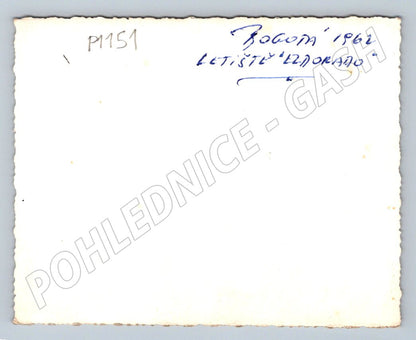 P1151
BOGOTA' 1962
LETIŠTĚ "ELDORADO"
POHLEDNICE - GASH